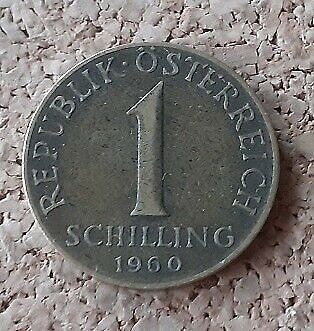 REPUBLIK · ÖSTERREICH
1
SCHILLING
1960